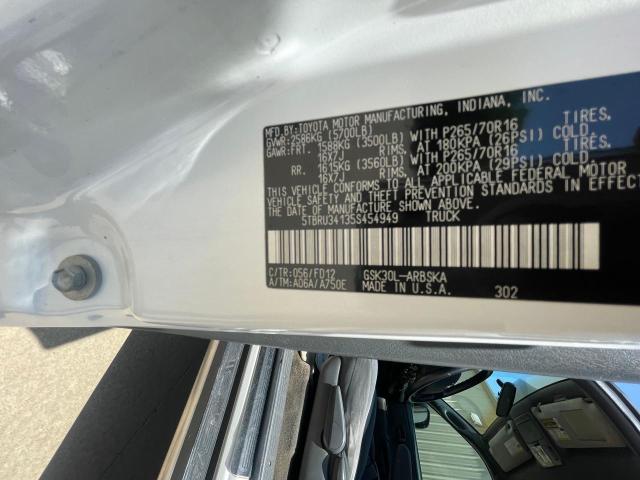 MFD.BY:TOYOTA MOTOR MANUFACTURING, INDIANA, INC.
GVWR:2586KG (5700LB) TIRES,
GAWR:FRT. 1588KG (3500LB) WITH P265/70R16
16X7J RIMS, AT 180KPA (26PSI) COLD.
RR. 1615KG (3560LB) WITH P265/70R16 TIRES,
16X7J RIMS, AT 200KPA (29PSI) COLD.
THIS VEHICLE CONFORMS TO ALL APPLICABLE FEDERAL MOTOR
VEHICLE SAFETY AND THEFT PREVENTION STANDARDS IN EFFECT
THE DATE OF MANUFACTURE SHOWN ABOVE.
5TBRU34135S454949 TRUCK
C/TR:056/FD12 GSK30L-ARBSKA
A/TM:A06A/A750E MADE IN U.S.A. 302